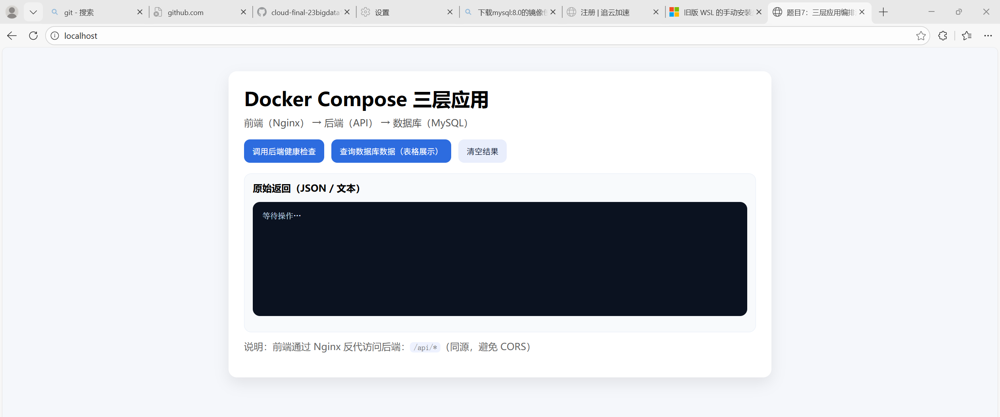 git - 搜索
github.com
cloud-final-23bigdata
设置
下载mysql:8.0的镜像
注册 | 追云加速
旧版 WSL 的手动安装
题目7：三层应用编排
localhost
Docker Compose 三层应用
前端（Nginx） → 后端（API） → 数据库（MySQL）
调用后端健康检查
查询数据库数据（表格展示）
清空结果
原始返回（JSON / 文本）
等待操作…
说明：前端通过 Nginx 反代访问后端： /api/* （同源，避免 CORS）